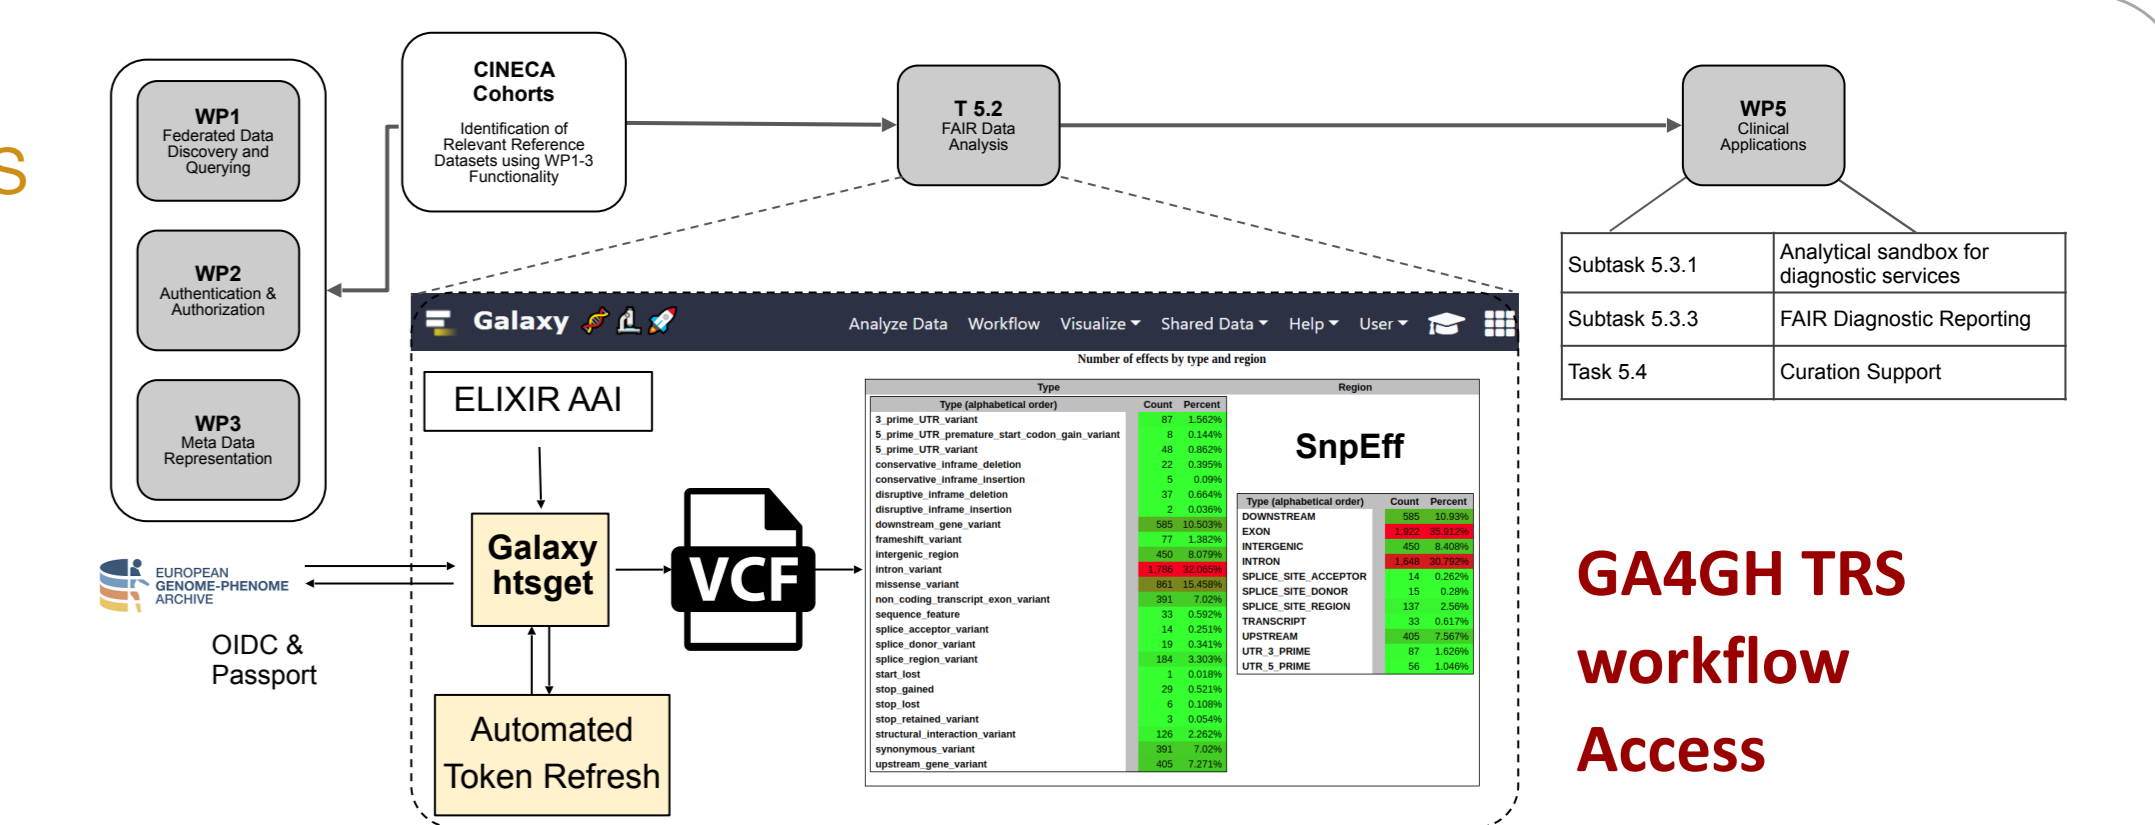 S
WP1
Federated Data
Discovery and
Querying
WP2
Authentication &
Authorization
WP3
Meta Data
Representation
CINECA
Cohorts
Identification of
Relevant Reference
Datasets using WP1-3
Functionality
T 5.2
FAIR Data
Analysis
WP5
Clinical
Applications
Subtask 5.3.1 Analytical sandbox for
diagnostic services
Subtask 5.3.3 FAIR Diagnostic Reporting
Task 5.4 Curation Support
Galaxy Analyze Data Workflow Visualize Shared Data Help User
ELIXIR AAI
Galaxy
htsget
Automated
Token Refresh
EUROPEAN
GENOME-PHENOME
ARCHIVE
OIDC &
Passport
VCF
Number of effects by type and region
Type Region
Type (alphabetical order) Count Percent
3_prime_UTR_variant 87 1.562%
5_prime_UTR_premature_start_codon_gain_variant 8 0.144%
5_prime_UTR_variant 48 0.862%
conservative_inframe_deletion 22 0.395%
conservative_inframe_insertion 5 0.09%
disruptive_inframe_deletion 37 0.664%
disruptive_inframe_insertion 2 0.036%
downstream_gene_variant 585 10.503%
frameshift_variant 77 1.382%
intergenic_region 450 8.079%
intron_variant 1,786 32.065%
missense_variant 861 15.458%
non_coding_transcript_exon_variant 391 7.02%
sequence_feature 33 0.592%
splice_acceptor_variant 14 0.251%
splice_donor_variant 19 0.341%
splice_region_variant 184 3.303%
start_lost 1 0.018%
stop_gained 29 0.521%
stop_lost 6 0.108%
stop_retained_variant 3 0.054%
structural_interaction_variant 126 2.262%
synonymous_variant 391 7.02%
upstream_gene_variant 405 7.271%
SnpEff
Type (alphabetical order) Count Percent
DOWNSTREAM 585 10.93%
EXON 1,922 35.912%
INTERGENIC 450 8.408%
INTRON 1,648 30.792%
SPLICE_SITE_ACCEPTOR 14 0.262%
SPLICE_SITE_DONOR 15 0.28%
SPLICE_SITE_REGION 137 2.56%
TRANSCRIPT 33 0.617%
UPSTREAM 405 7.567%
UTR_3_PRIME 87 1.626%
UTR_5_PRIME 56 1.046%
GA4GH TRS
workflow
Access